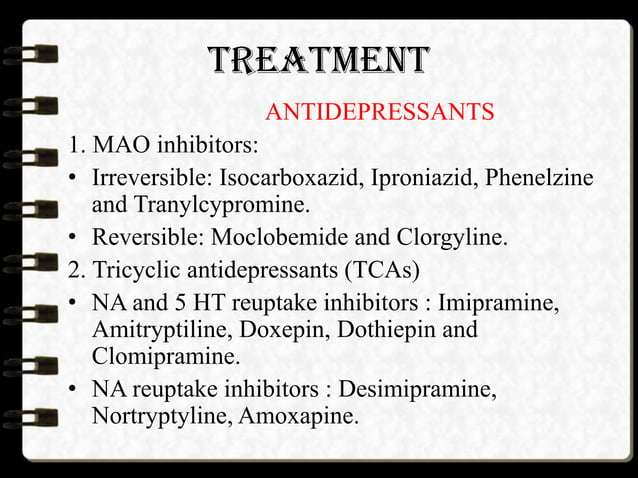 TREATMENT
ANTIDEPRESSANTS
1. MAO inhibitors:
• Irreversible: Isocarboxazid, Iproniazid, Phenelzine
and Tranylcypromine.
• Reversible: Moclobemide and Clorgyline.
2. Tricyclic antidepressants (TCAs)
• NA and 5 HT reuptake inhibitors : Imipramine,
Amitryptiline, Doxepin, Dothiepin and
Clomipramine.
• NA reuptake inhibitors : Desimipramine,
Nortryptyline, Amoxapine.